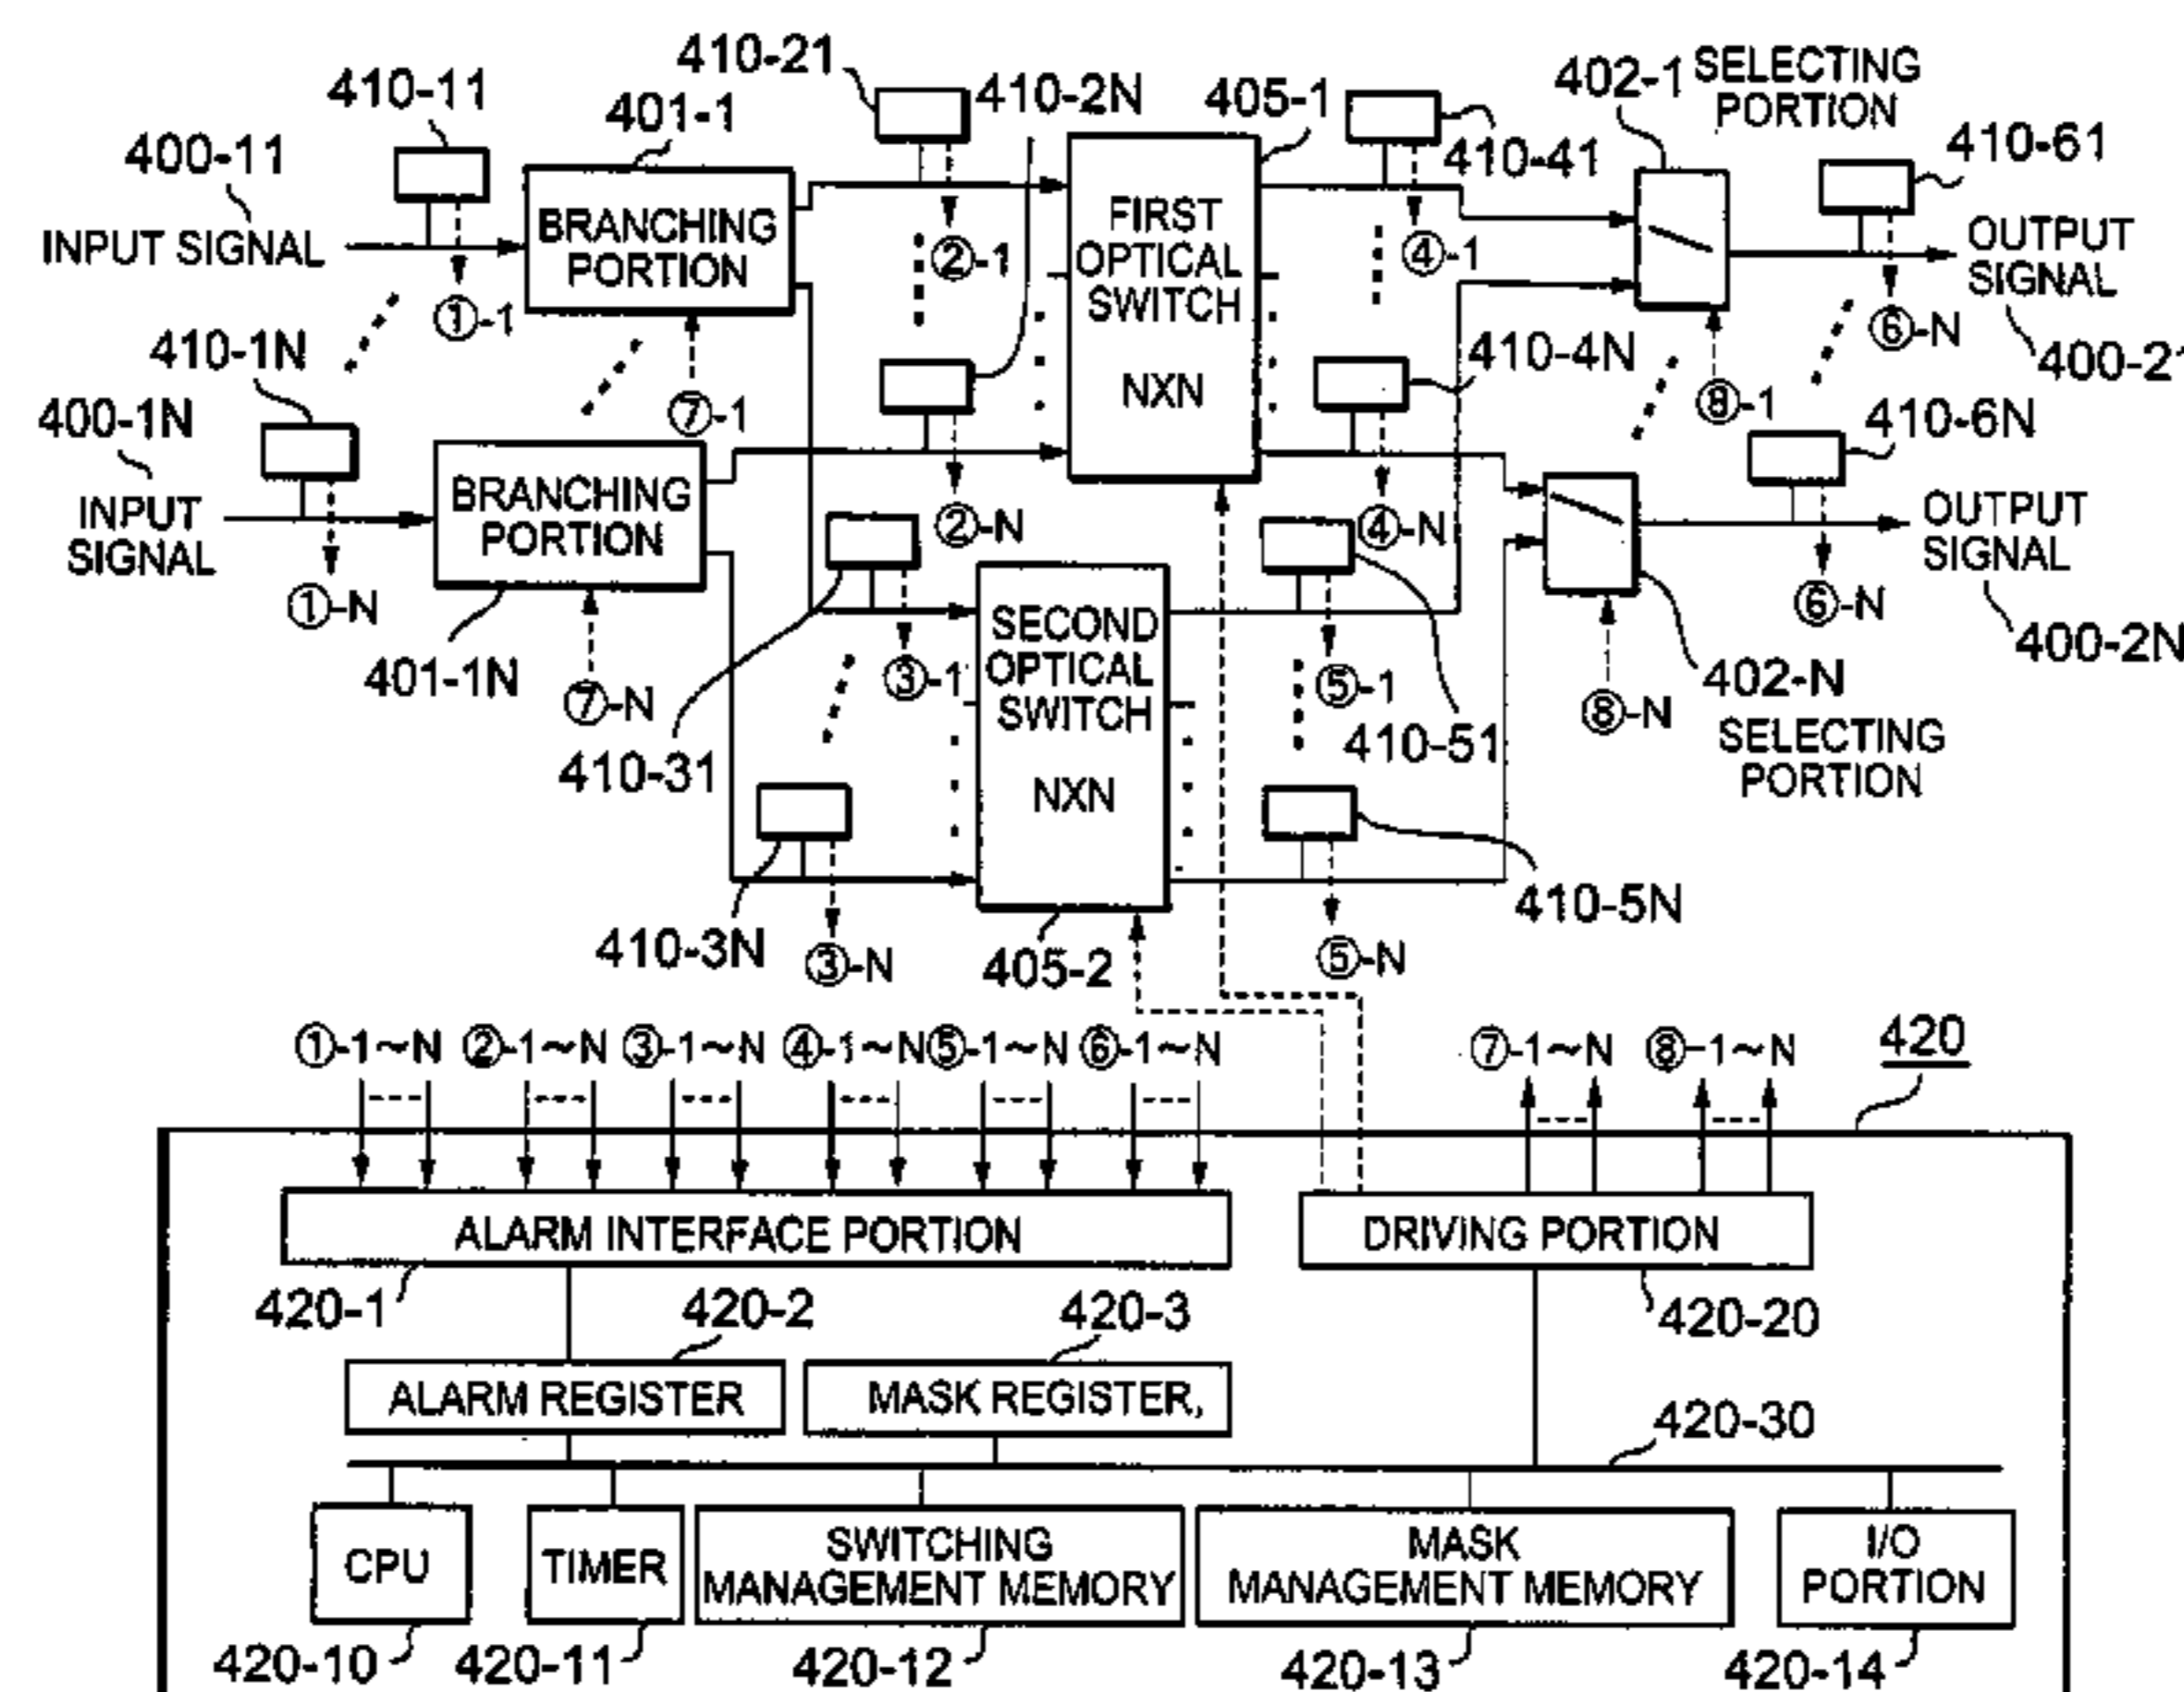 410-21
410-11
401-1
410-2N
405-1
402-1 SELECTING
PORTION
400-11
410-41
410-61
INPUT SIGNAL
BRANCHING
PORTION
FIRST
OPTICAL
SWITCH
NXN
OUTPUT
SIGNAL
①-1
②-1
④-1
⑥-N
410-1N
⑦-1
410-4N
⑧-1
400-21
400-1N
410-6N
INPUT
SIGNAL
BRANCHING
PORTION
②-N
④-N
OUTPUT
SIGNAL
①-N
⑥-N
401-1N
⑦-N
③-1
SECOND
OPTICAL
SWITCH
NXN
⑤-1
402-N
⑧-N
SELECTING
PORTION
400-2N
410-31
410-51
410-3N
③-N
405-2
⑤-N
410-5N
①-1~N ②-1~N ③-1~N ④-1~N ⑤-1~N ⑥-1~N
⑦-1~N ⑧-1~N
420
ALARM INTERFACE PORTION
DRIVING PORTION
420-1
420-2
420-3
420-20
ALARM REGISTER
MASK REGISTER,
420-30
CPU
TIMER
SWITCHING
MANAGEMENT MEMORY
MASK
MANAGEMENT MEMORY
I/O
PORTION
420-10
420-11
420-12
420-13
420-14